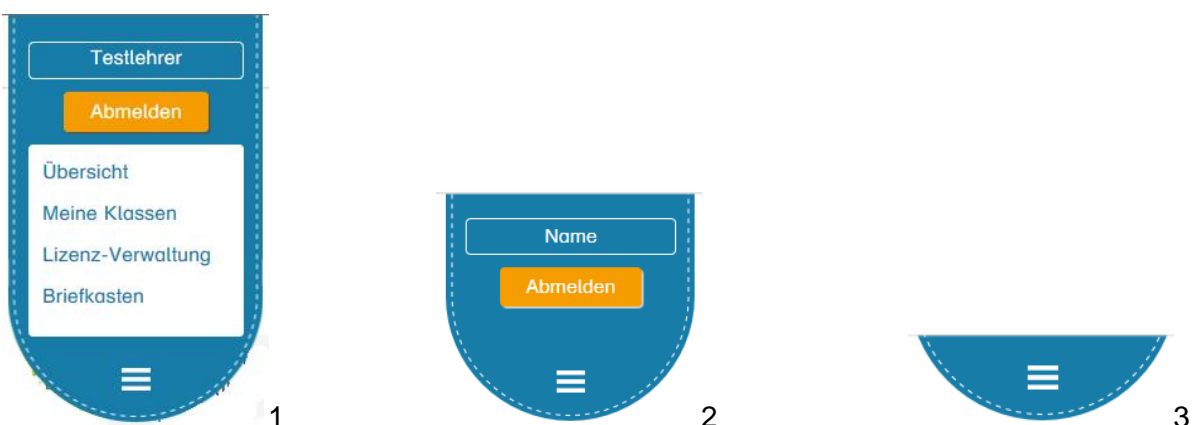 Testlehrer
Abmelden
Übersicht
Meine Klassen
Lizenz-Verwaltung
Briefkasten
1
Name
Abmelden
2
3